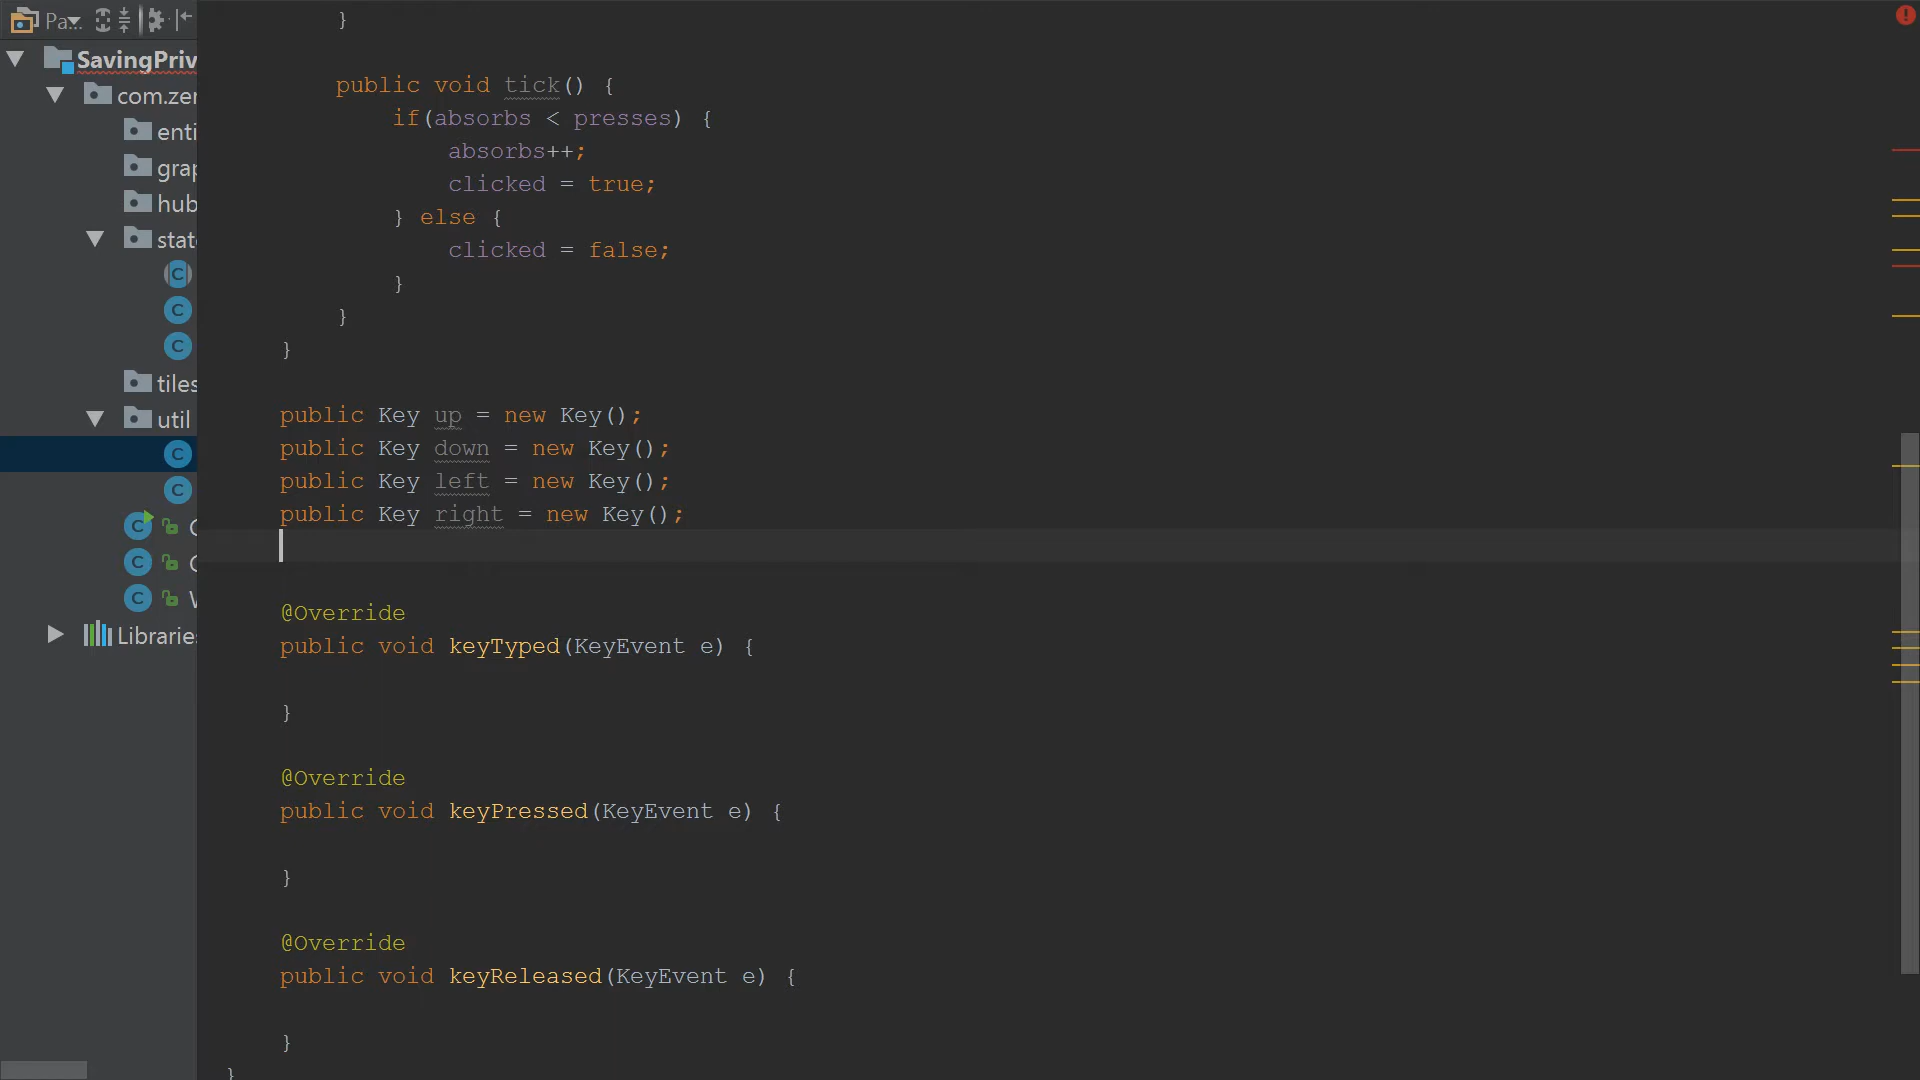 Pa...
SavingPriv
com.zer
enti
grap
hub
stat
C
C
C
tiles
util
C
C
C
C
C
Libraries
}
public void tick() {
if(absorbs < presses) {
absorbs++;
clicked = true;
} else {
clicked = false;
}
}
}
public Key up = new Key();
public Key down = new Key();
public Key left = new Key();
public Key right = new Key();
@Override
public void keyTyped(KeyEvent e) {
}
@Override
public void keyPressed(KeyEvent e) {
}
@Override
public void keyReleased(KeyEvent e) {
}
}